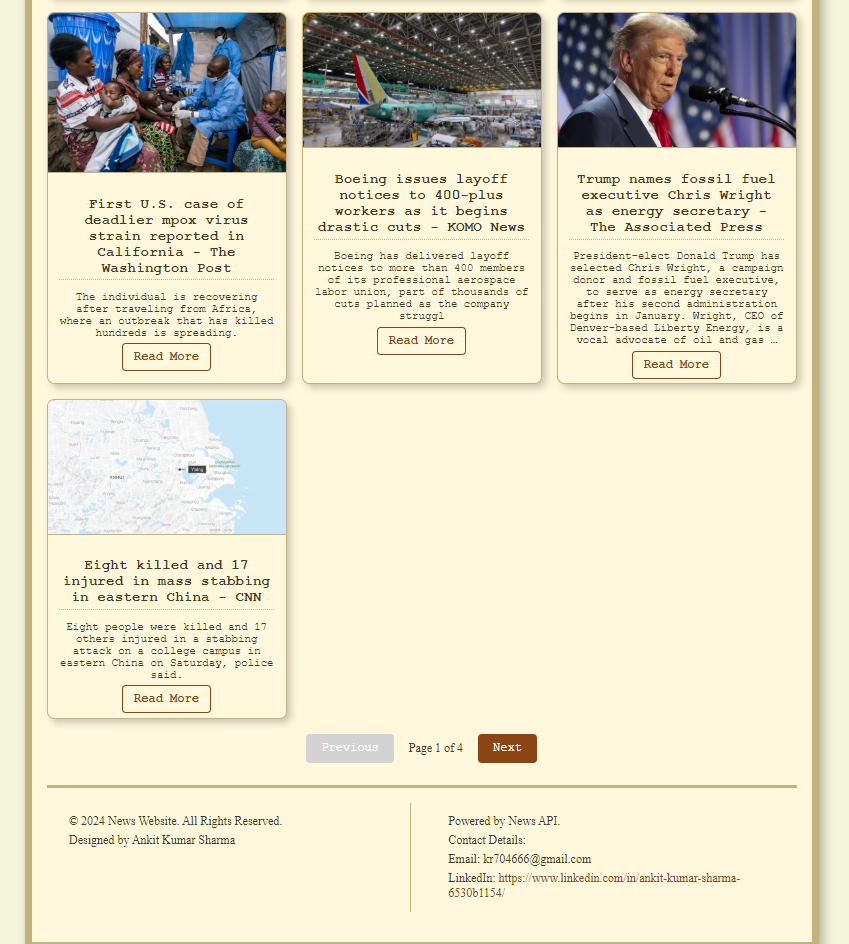 First U.S. case of
deadlier mpox virus
strain reported in
California - The
Washington Post
The individual is recovering
after traveling from Africa,
where an outbreak that has killed
hundreds is spreading.
Read More
Boeing issues layoff
notices to 400-plus
workers as it begins
drastic cuts - KOMO News
Boeing has delivered layoff
notices to more than 400 members
of its professional aerospace
labor union, part of thousands of
cuts planned as the company
struggl
Read More
Trump names fossil fuel
executive Chris Wright
as energy secretary -
The Associated Press
President-elect Donald Trump has
selected Chris Wright, a campaign
donor and fossil fuel executive,
to serve as energy secretary
after his second administration
begins in January. Wright, CEO of
Denver-based Liberty Energy, is a
vocal advocate of oil and gas …
Read More
ANHUI
Yixing
Eight killed and 17
injured in mass stabbing
in eastern China - CNN
Eight people were killed and 17
others injured in a stabbing
attack on a college campus in
eastern China on Saturday, police
said.
Read More
Previous
Page 1 of 4
Next
© 2024 News Website. All Rights Reserved.
Designed by Ankit Kumar Sharma
Powered by News API.
Contact Details:
Email: kr704666@gmail.com
LinkedIn: https://www.linkedin.com/in/ankit-kumar-sharma-
6530b1154/